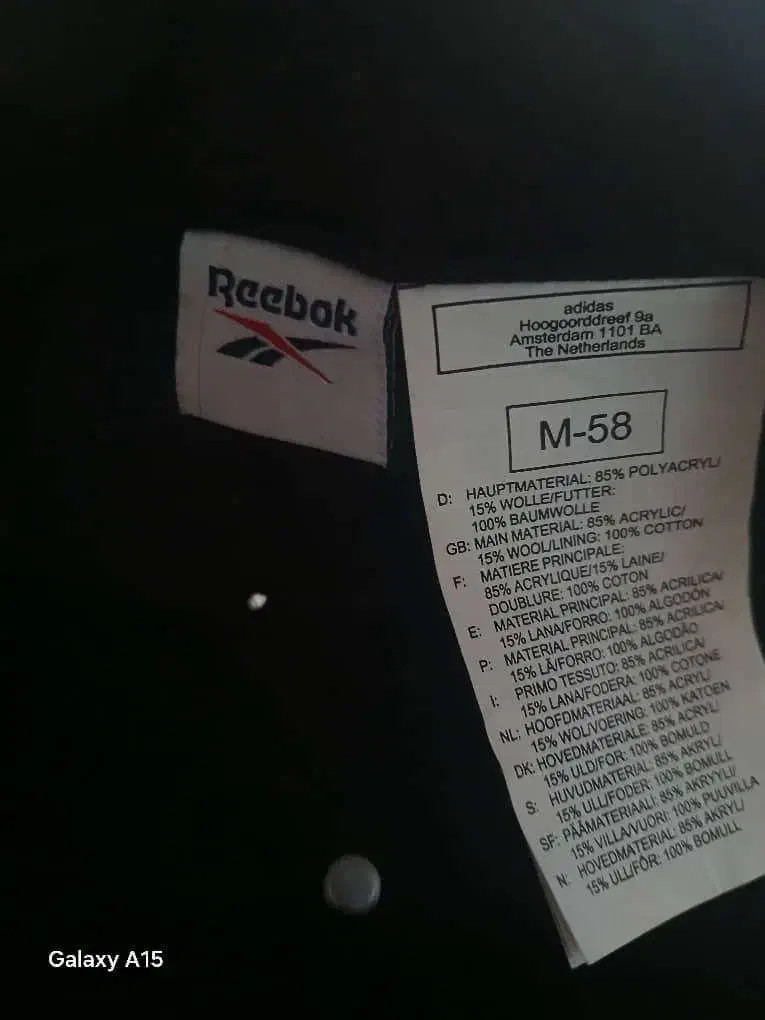 Reebok
adidas
Hoogoorddreef 9a
Amsterdam 1101 BA
The Netherlands
M-58
D: HAUPTMATERIAL: 85% POLYACRYL/
15% WOLLE/FUTTER:
100% BAUMWOLLE
GB: MAIN MATERIAL: 85% ACRYLIC/
15% WOOL/LINING: 100% COTTON
F: MATIERE PRINCIPALE:
85% ACRYLIQUE/15% LAINE/
DOUBLURE: 100% COTON
E: MATERIAL PRINCIPAL: 85% ACRILICA/
15% LANA/FORRO: 100% ALGODÓN
P: MATERIAL PRINCIPAL: 85% ACRILICA/
15% LÃ/FORRO: 100% ALGODÃO
I: PRIMO TESSUTO: 85% ACRILICA/
15% LANA/FODERA: 100% COTONE
NL: HOOFDMATERIAAL: 85% ACRYL/
15% WOL/VOERING: 100% KATOEN
DK: HOVEDMATERIALE: 85% ACRYL/
15% ULD/FOR: 100% BOMULD
S: HUVUDMATERIAL: 85% AKRYL/
15% ULL/FODER: 100% BOMULL
SF: PÄÄMATERIAALI: 85% AKRYYLI/
15% VILLA/VUORI: 100% PUUVILLA
N: HOVEDMATERIAL: 85% AKRYL/
15% ULL/FÔR: 100% BOMULL
Galaxy A15